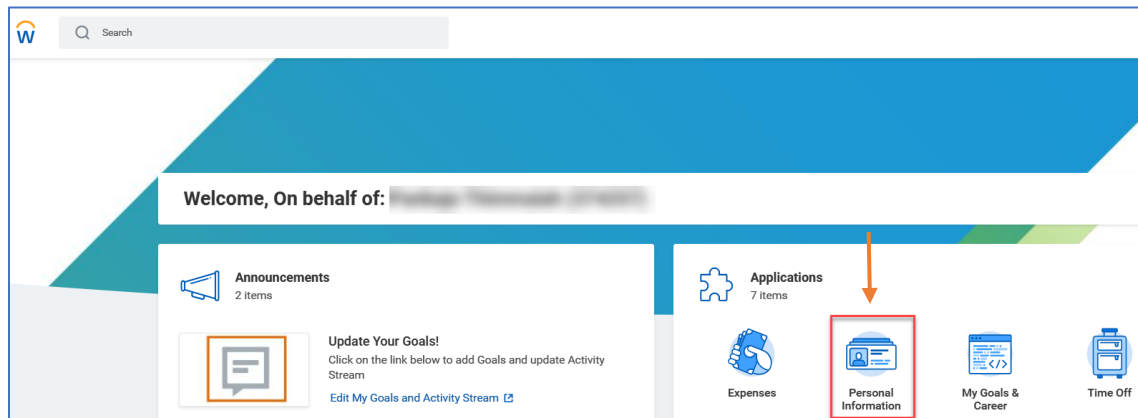 W
Search
Welcome, On behalf of:
Announcements
2 items
Update Your Goals!
Click on the link below to add Goals and update Activity
Stream
Edit My Goals and Activity Stream
Applications
7 items
Expenses
Personal
Information
My Goals &
Career
Time Off